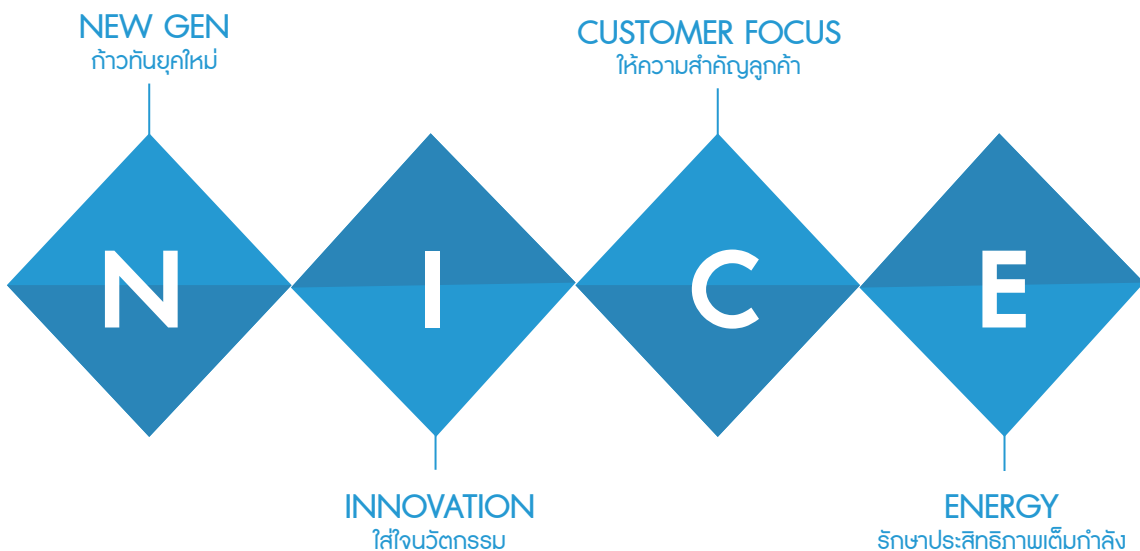 NEW GEN
ก้าวทันยุคใหม่
CUSTOMER FOCUS
ให้ความสำคัญลูกค้า
N
I
C
E
INNOVATION
ใส่ใจนวัตกรรม
ENERGY
รักษาประสิทธิภาพเต็มกำลัง